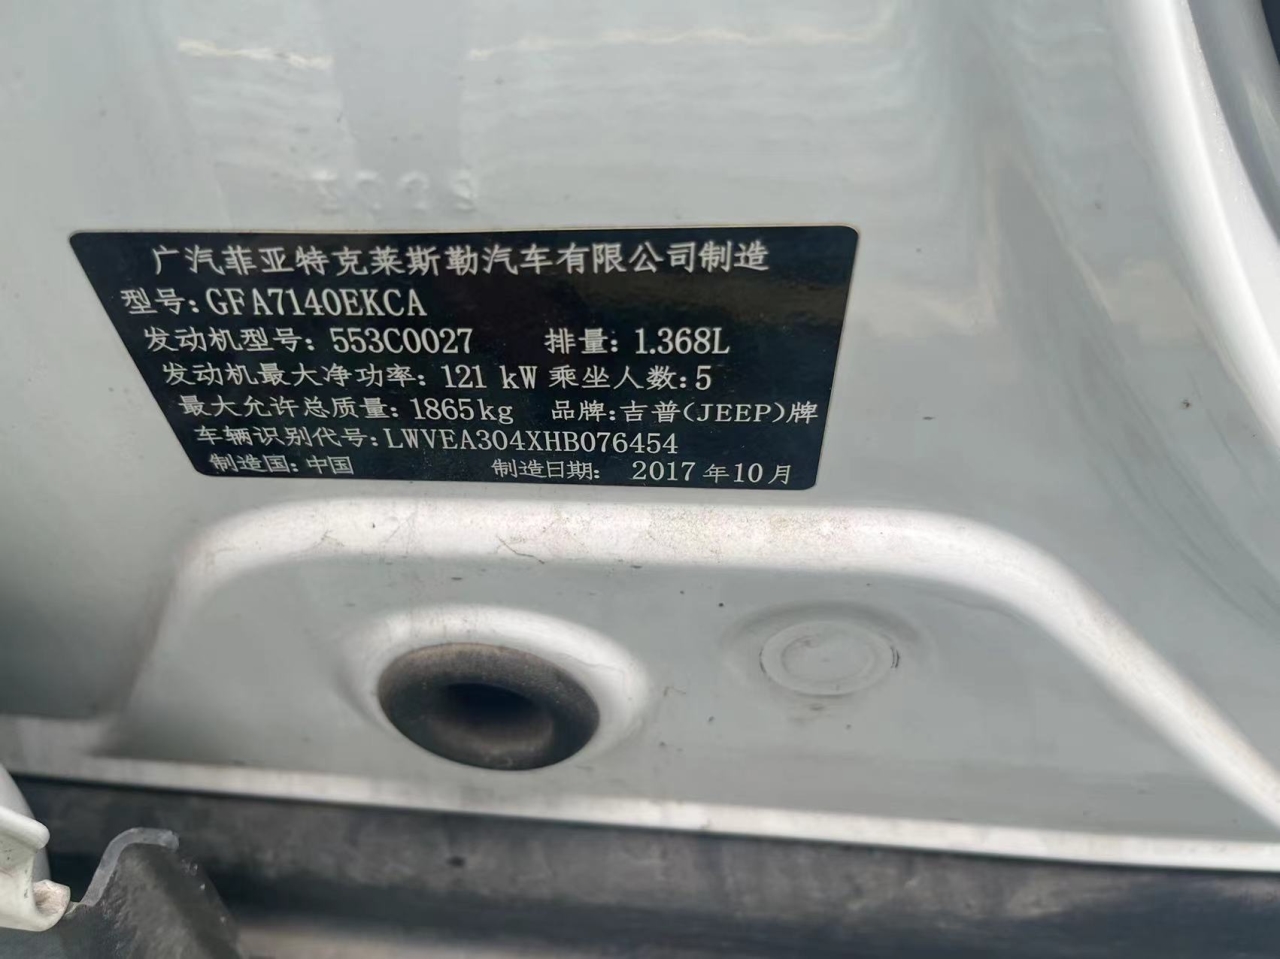 广汽菲亚特克莱斯勒汽车有限公司制造
型号:GFA7140EKCA
发动机型号: 553C0027 排量: 1.368L
发动机最大净功率: 121 kW 乘坐人数: 5
最大允许总质量: 1865kg 品牌:吉普(JEEP)牌
车辆识别代号: LWVEA304XHB076454
制造国: 中国 制造日期: 2017年10月